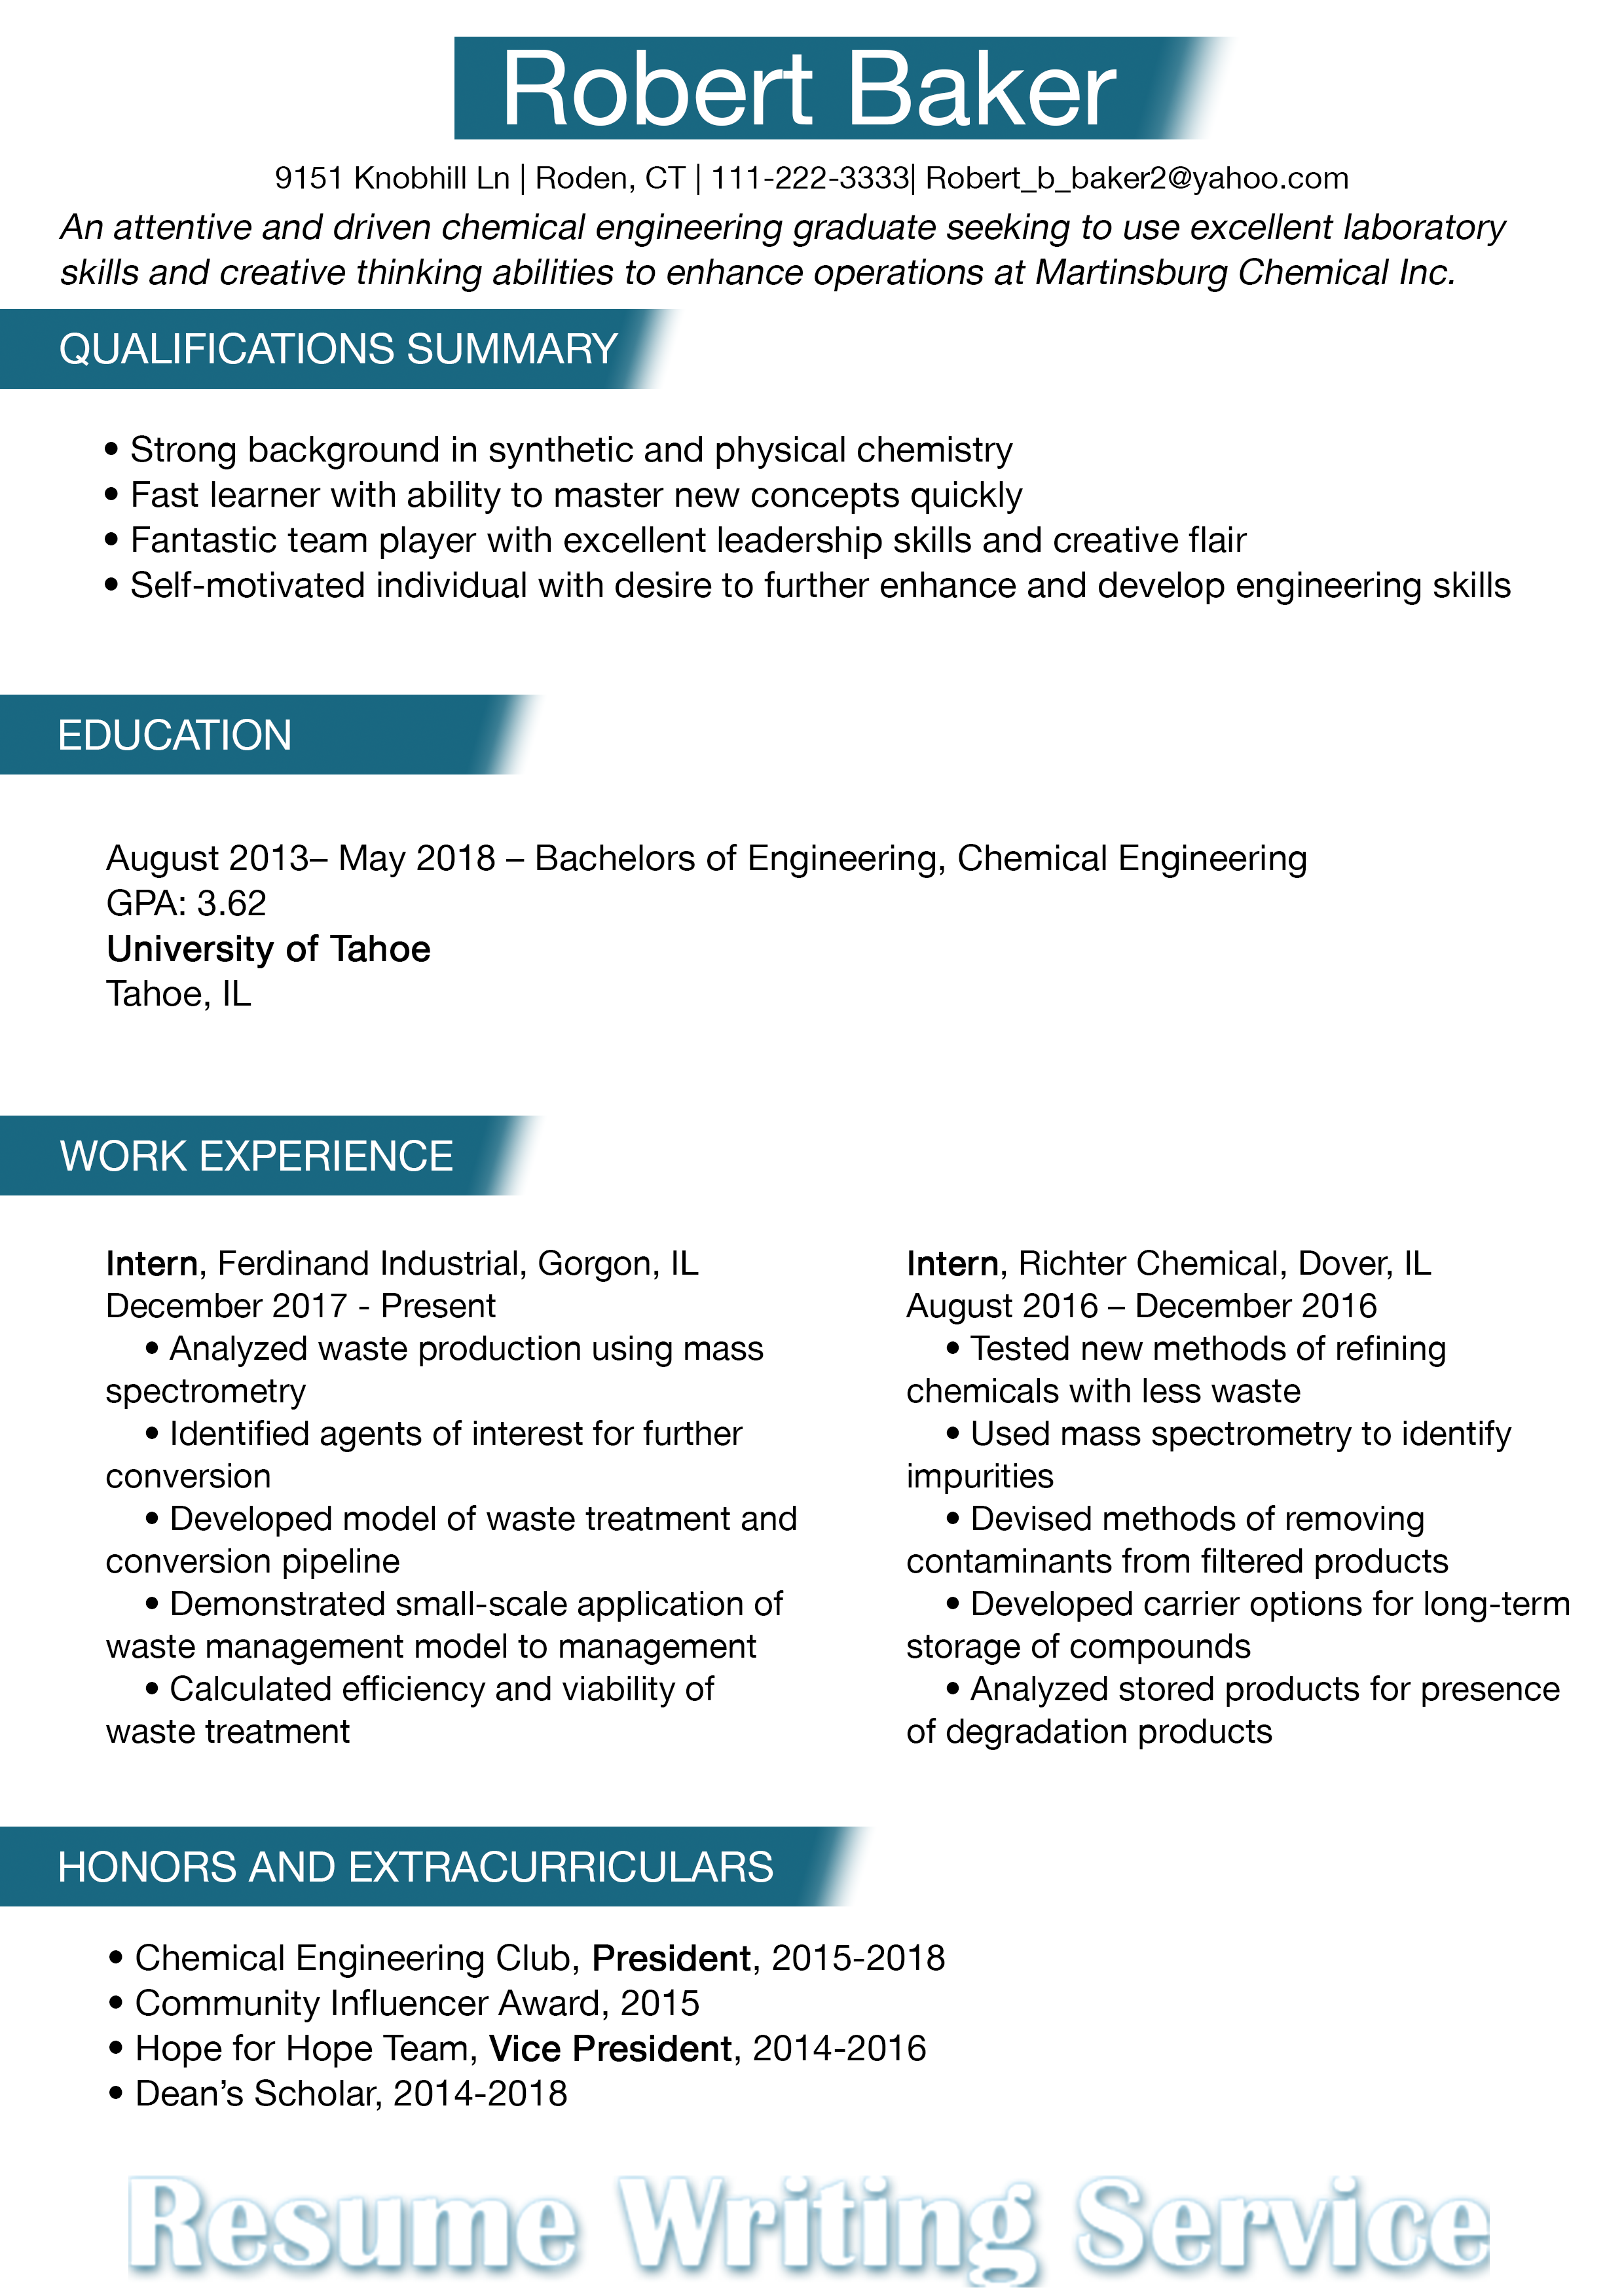 Robert Baker
9151 Knobhill Ln | Roden, CT | 111-222-3333| Robert_b_baker2@yahoo.com
An attentive and driven chemical engineering graduate seeking to use excellent laboratory
skills and creative thinking abilities to enhance operations at Martinsburg Chemical Inc.
QUALIFICATIONS SUMMARY
• Strong background in synthetic and physical chemistry
• Fast learner with ability to master new concepts quickly
• Fantastic team player with excellent leadership skills and creative flair
• Self-motivated individual with desire to further enhance and develop engineering skills
EDUCATION
August 2013– May 2018 – Bachelors of Engineering, Chemical Engineering
GPA: 3.62
University of Tahoe
Tahoe, IL
WORK EXPERIENCE
Intern, Ferdinand Industrial, Gorgon, IL
December 2017 - Present
• Analyzed waste production using mass
spectrometry
• Identified agents of interest for further
conversion
• Developed model of waste treatment and
conversion pipeline
• Demonstrated small-scale application of
waste management model to management
• Calculated efficiency and viability of
waste treatment
Intern, Richter Chemical, Dover, IL
August 2016 – December 2016
• Tested new methods of refining
chemicals with less waste
• Used mass spectrometry to identify
impurities
• Devised methods of removing
contaminants from filtered products
• Developed carrier options for long-term
storage of compounds
• Analyzed stored products for presence
of degradation products
HONORS AND EXTRACURRICULARS
• Chemical Engineering Club, President, 2015-2018
• Community Influencer Award, 2015
• Hope for Hope Team, Vice President, 2014-2016
• Dean’s Scholar, 2014-2018
Resume Writing Service